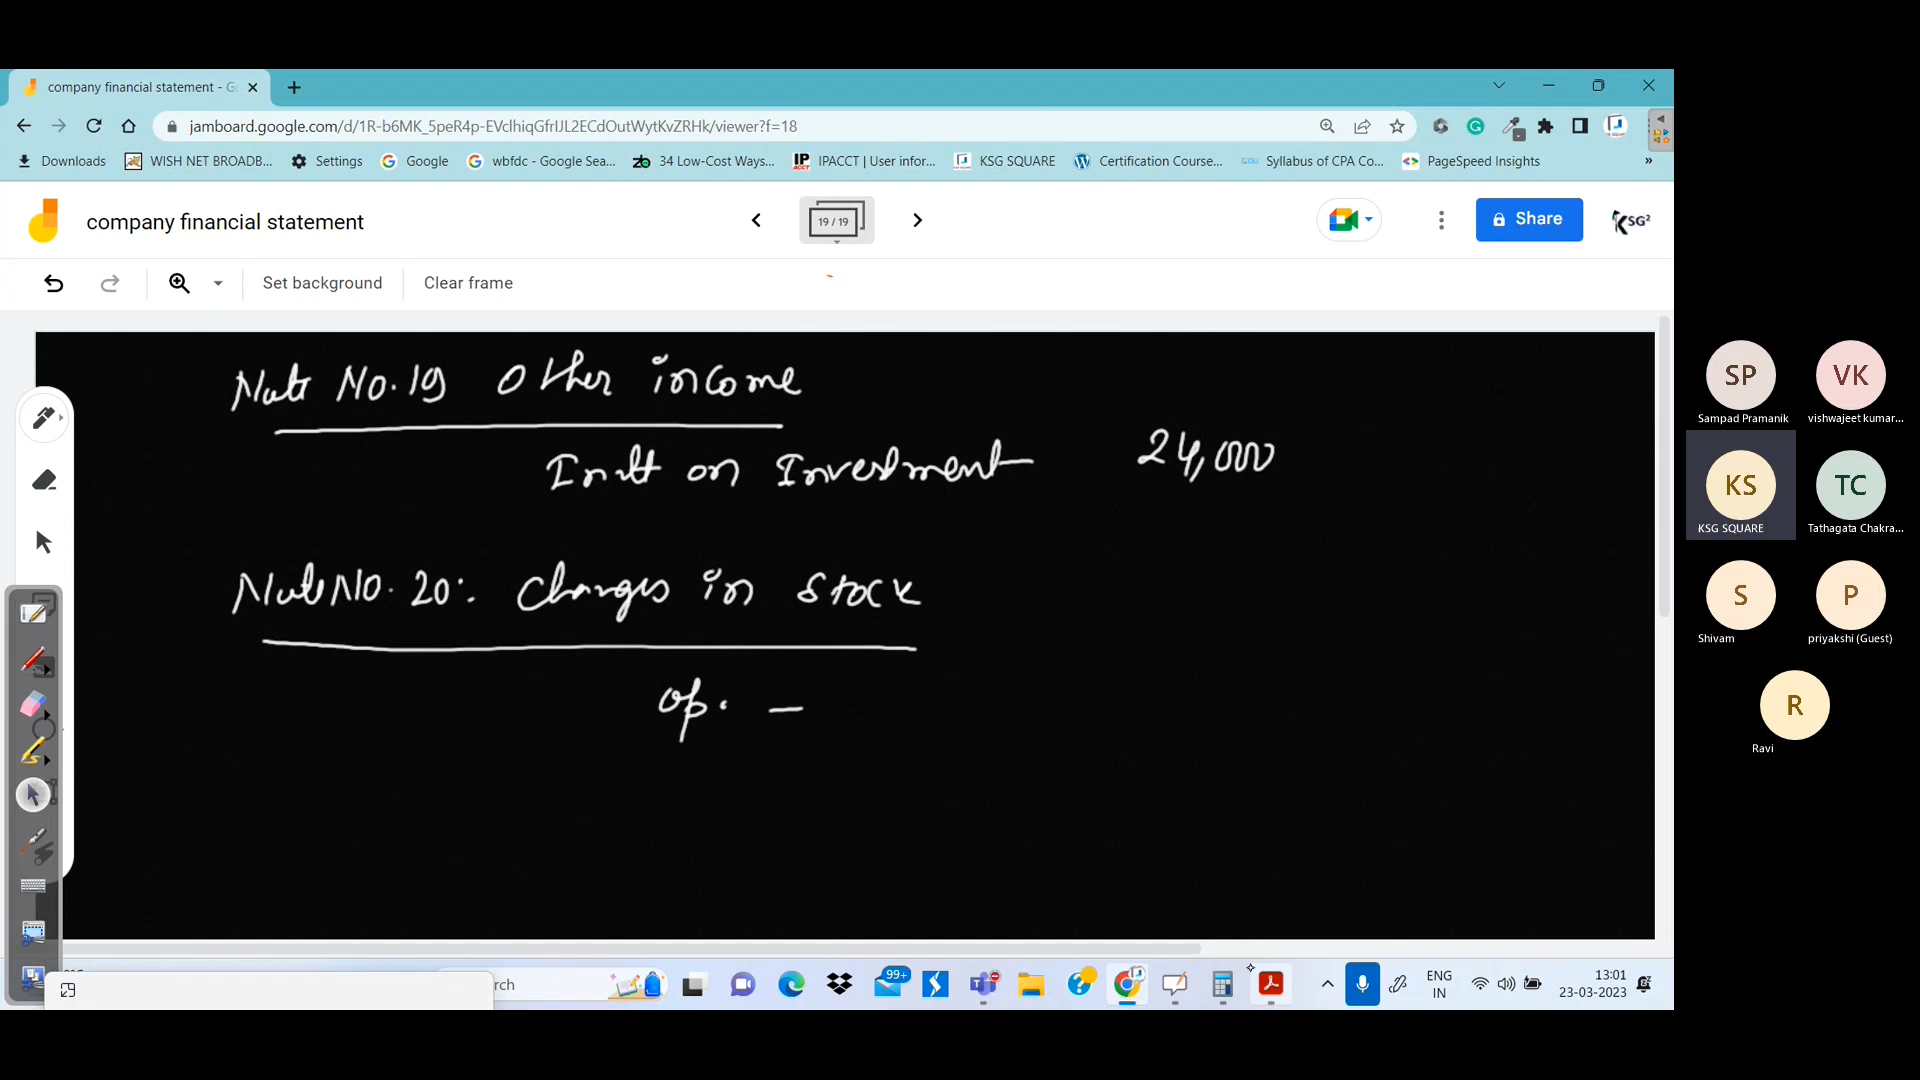 company financial statement - G
jamboard.google.com/d/1R-b6MK_5peR4p-EVclhiqGfrIJL2ECdOutWytKvZRHk/viewer?f=18
Downloads WISH NET BROADB... Settings Google wbfdc - Google Sea... 34 Low-Cost Ways... IPACCT | User infor... KSG SQUARE Certification Course... Syllabus of CPA Co... PageSpeed Insights »
company financial statement 19 / 19 Share KSG²
Set background Clear frame
Note No. 19 Other income
Intt on Investment 24,000
Note No. 20: Changes in Stock
Op. —
SP VK
Sampad Pramanik vishwajeet kumar...
KS TC
KSG SQUARE Tathagata Chakra...
S P
Shivam priyakshi (Guest)
R
Ravi
rch 99+ ENG 13:01
IN 23-03-2023